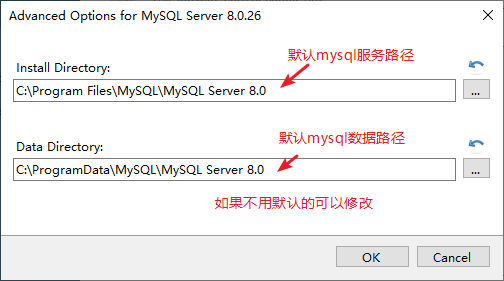 Advanced Options for MySQL Server 8.0.26
默认mysql服务路径
Install Directory:
C:\Program Files\MySQL\MySQL Server 8.0
...
默认mysql数据路径
Data Directory:
C:\ProgramData\MySQL\MySQL Server 8.0
...
如果不用默认的可以修改
OK
Cancel